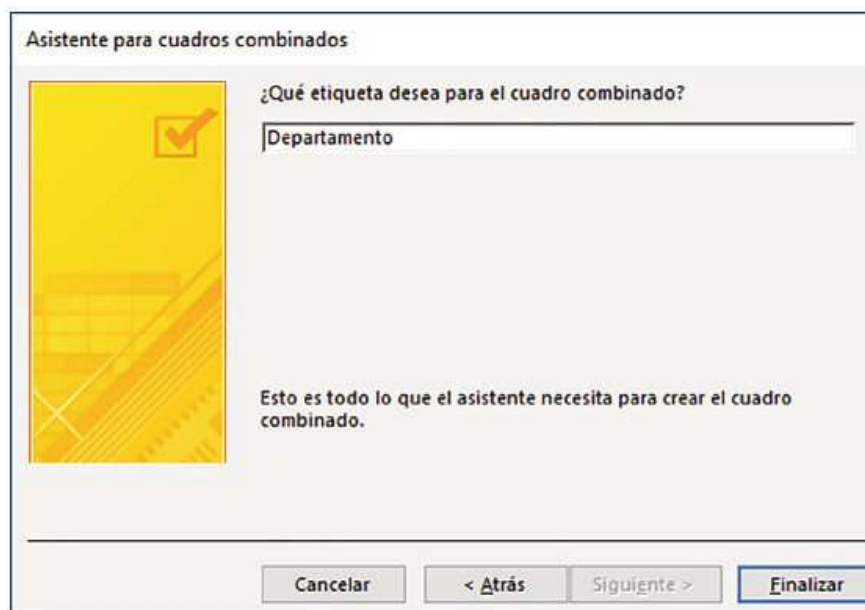 Asistente para cuadros combinados
¿Qué etiqueta desea para el cuadro combinado?
Departamento
Esto es todo lo que el asistente necesita para crear el cuadro
combinado.
Cancelar
< Atrás
Siguiente >
Finalizar